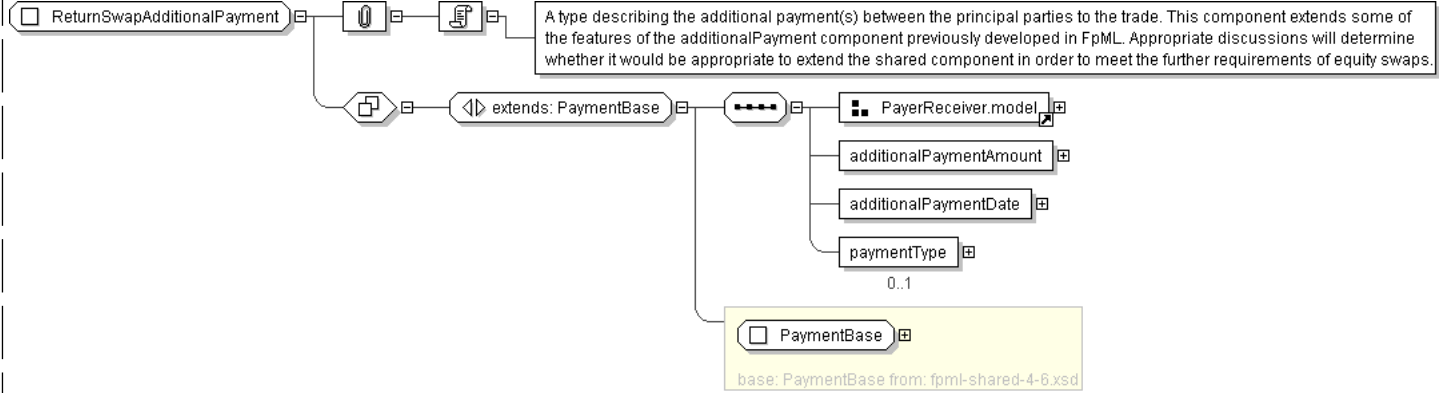 ReturnSwapAdditionalPayment
A type describing the additional payment(s) between the principal parties to the trade. This component extends some of
the features of the additionalPayment component previously developed in FpML. Appropriate discussions will determine
whether it would be appropriate to extend the shared component in order to meet the further requirements of equity swaps.
extends: PaymentBase
PayerReceiver.model
additionalPaymentAmount
additionalPaymentDate
paymentType
0..1
PaymentBase
base: PaymentBase from: fpml-shared-4-6.xsd